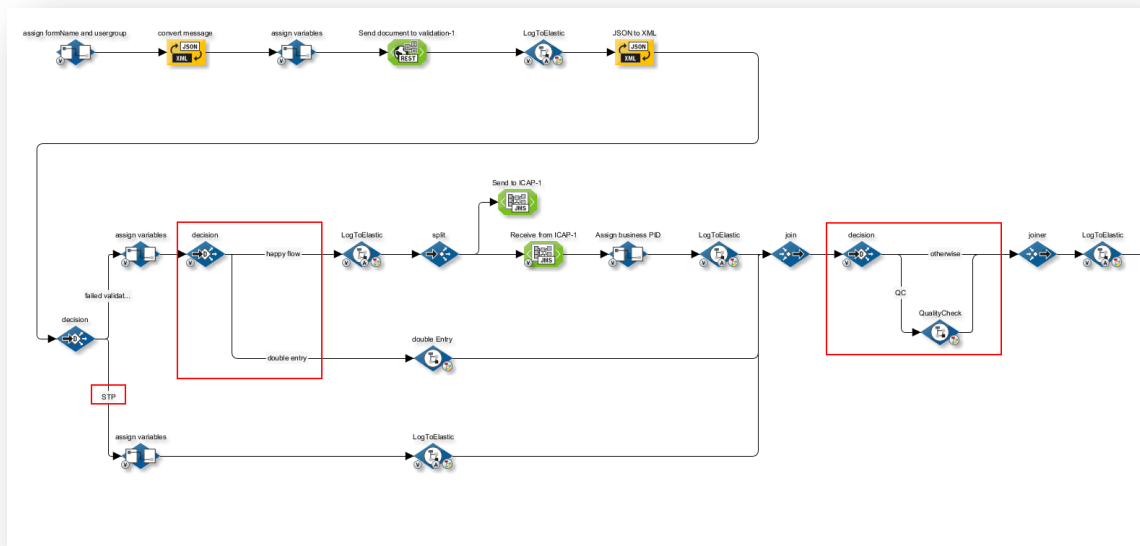 assign formName and usergroup
convert message
assign variables
Send document to validation-1
LogToElastic
JSON to XML
JSON
XML
REST
JSON
XML
Send to ICAP-1
JMS
assign variables
decision
LogToElastic
split
Receive from ICAP-1
Assign business PID
LogToElastic
join
decision
joiner
LogToElastic
happy flow
JMS
otherwise
failed validat...
QC
decision
QualityCheck
double Entry
double entry
STP
assign variables
LogToElastic